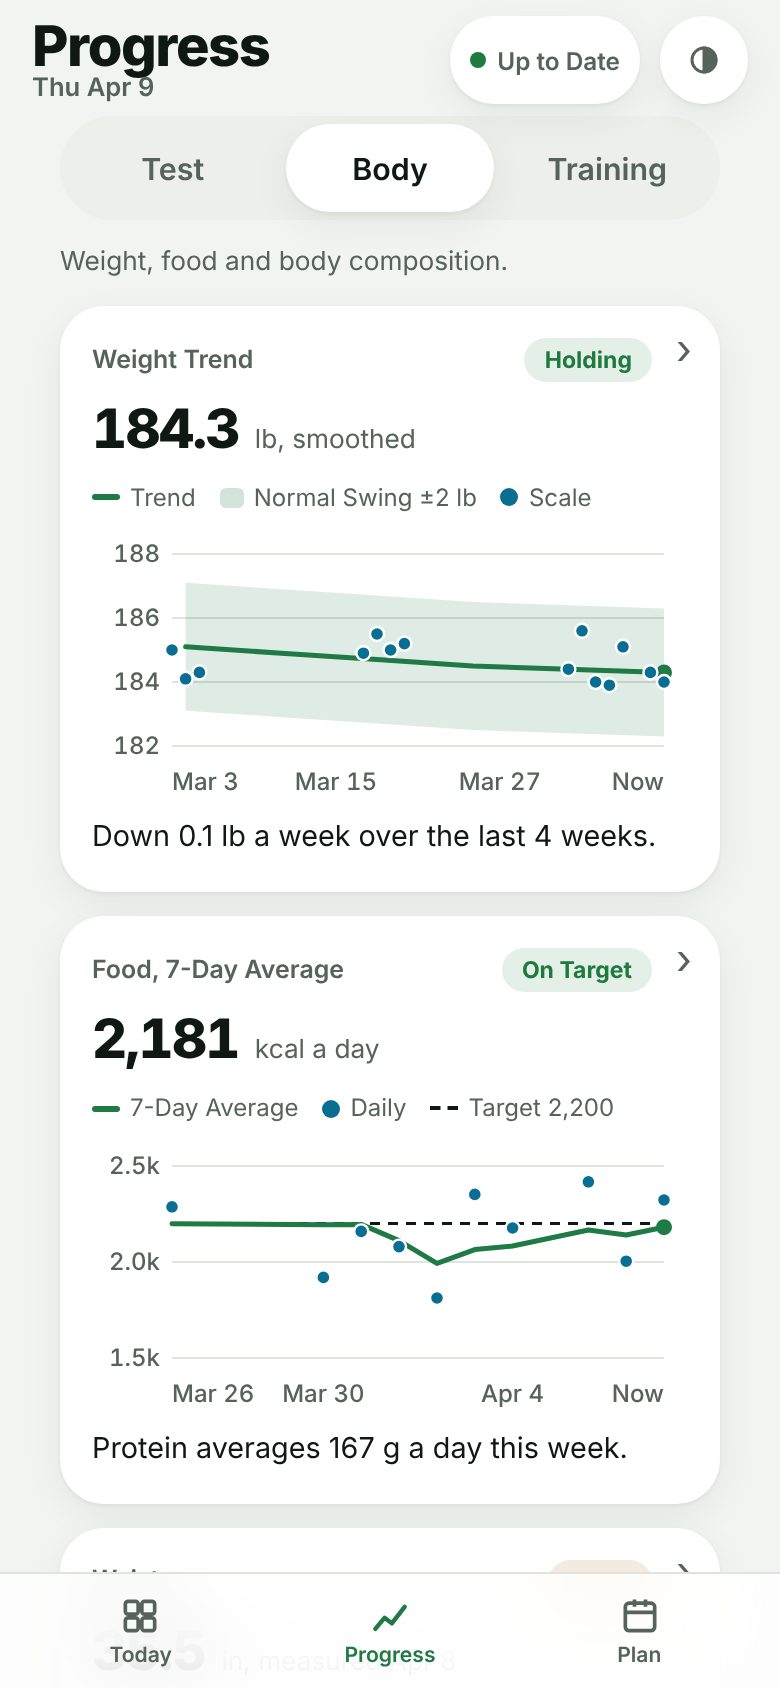 Progress
Thu Apr 9
Up to Date
Test
Body
Training
Weight, food and body composition.
Weight Trend
Holding
184.3 lb, smoothed
Trend
Normal Swing ±2 lb
Scale
188
186
184
182
Mar 3
Mar 15
Mar 27
Now
Down 0.1 lb a week over the last 4 weeks.
Food, 7-Day Average
On Target
2,181 kcal a day
7-Day Average
Daily
Target 2,200
2.5k
2.0k
1.5k
Mar 26
Mar 30
Apr 4
Now
Protein averages 167 g a day this week.
in, measured Apr 8
Today
Progress
Plan